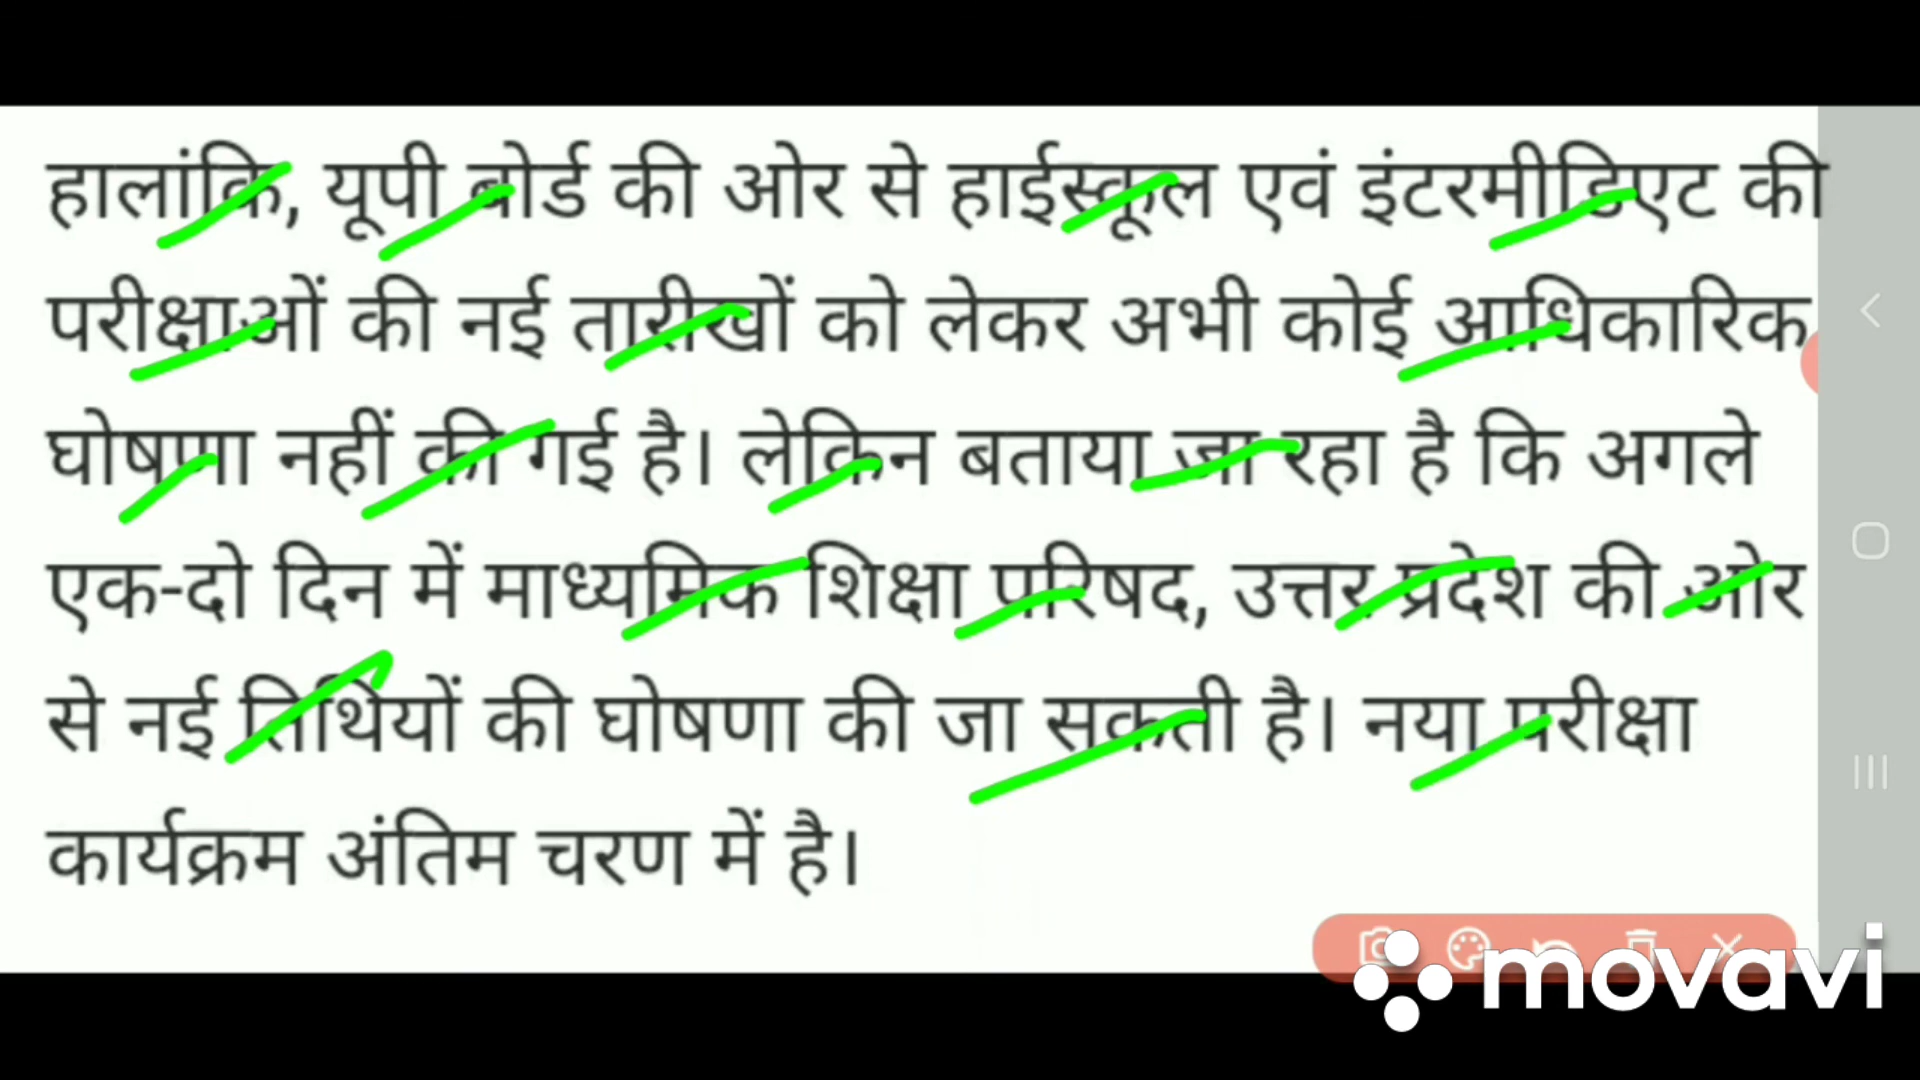 हालांकि, यूपी बोर्ड की ओर से हाईस्कूल एवं इंटरमीडिएट की
परीक्षाओं की नई तारीखों को लेकर अभी कोई आधिकारिक
घोषणा नहीं की गई है। लेकिन बताया जा रहा है कि अगले
एक-दो दिन में माध्यमिक शिक्षा परिषद, उत्तर प्रदेश की ओर
से नई तिथियों की घोषणा की जा सकती है। नया परीक्षा
कार्यक्रम अंतिम चरण में है।
movavi